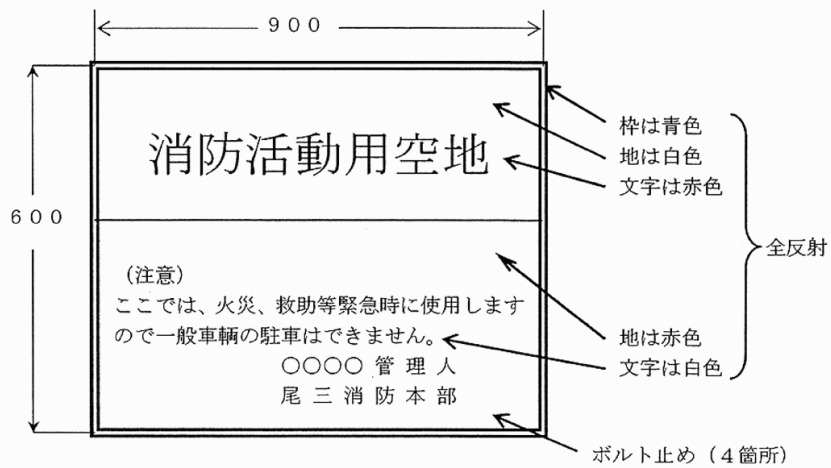 ９００
６００
消防活動用空地
（注意）
ここでは、火災、救助等緊急時に使用します
ので一般車輌の駐車はできません。
○○○○ 管 理 人
尾 三 消 防 本 部
枠は青色
地は白色
文字は赤色
全反射
地は赤色
文字は白色
ボルト止め（４箇所）